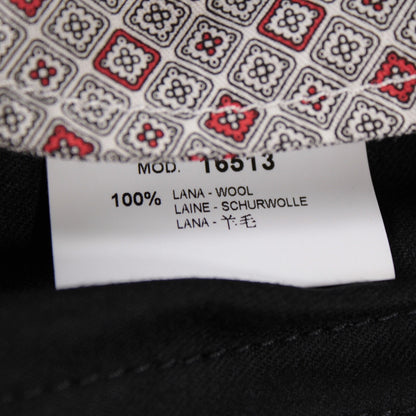 MOD. 16513
100% LANA - WOOL
LAINE - SCHURWOLLE
LANA - 羊毛